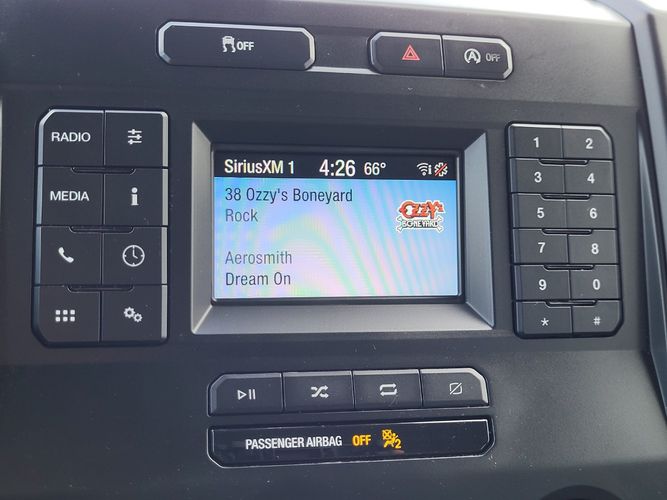 OFF
OFF
RADIO
MEDIA
i
SiriusXM 1 4:26 66°
38 Ozzy's Boneyard
Rock
OZZY'S
BONEYARD
Aerosmith
Dream On
1 2
3 4
5 6
7 8
9 0
* #
PASSENGER AIRBAG OFF 2